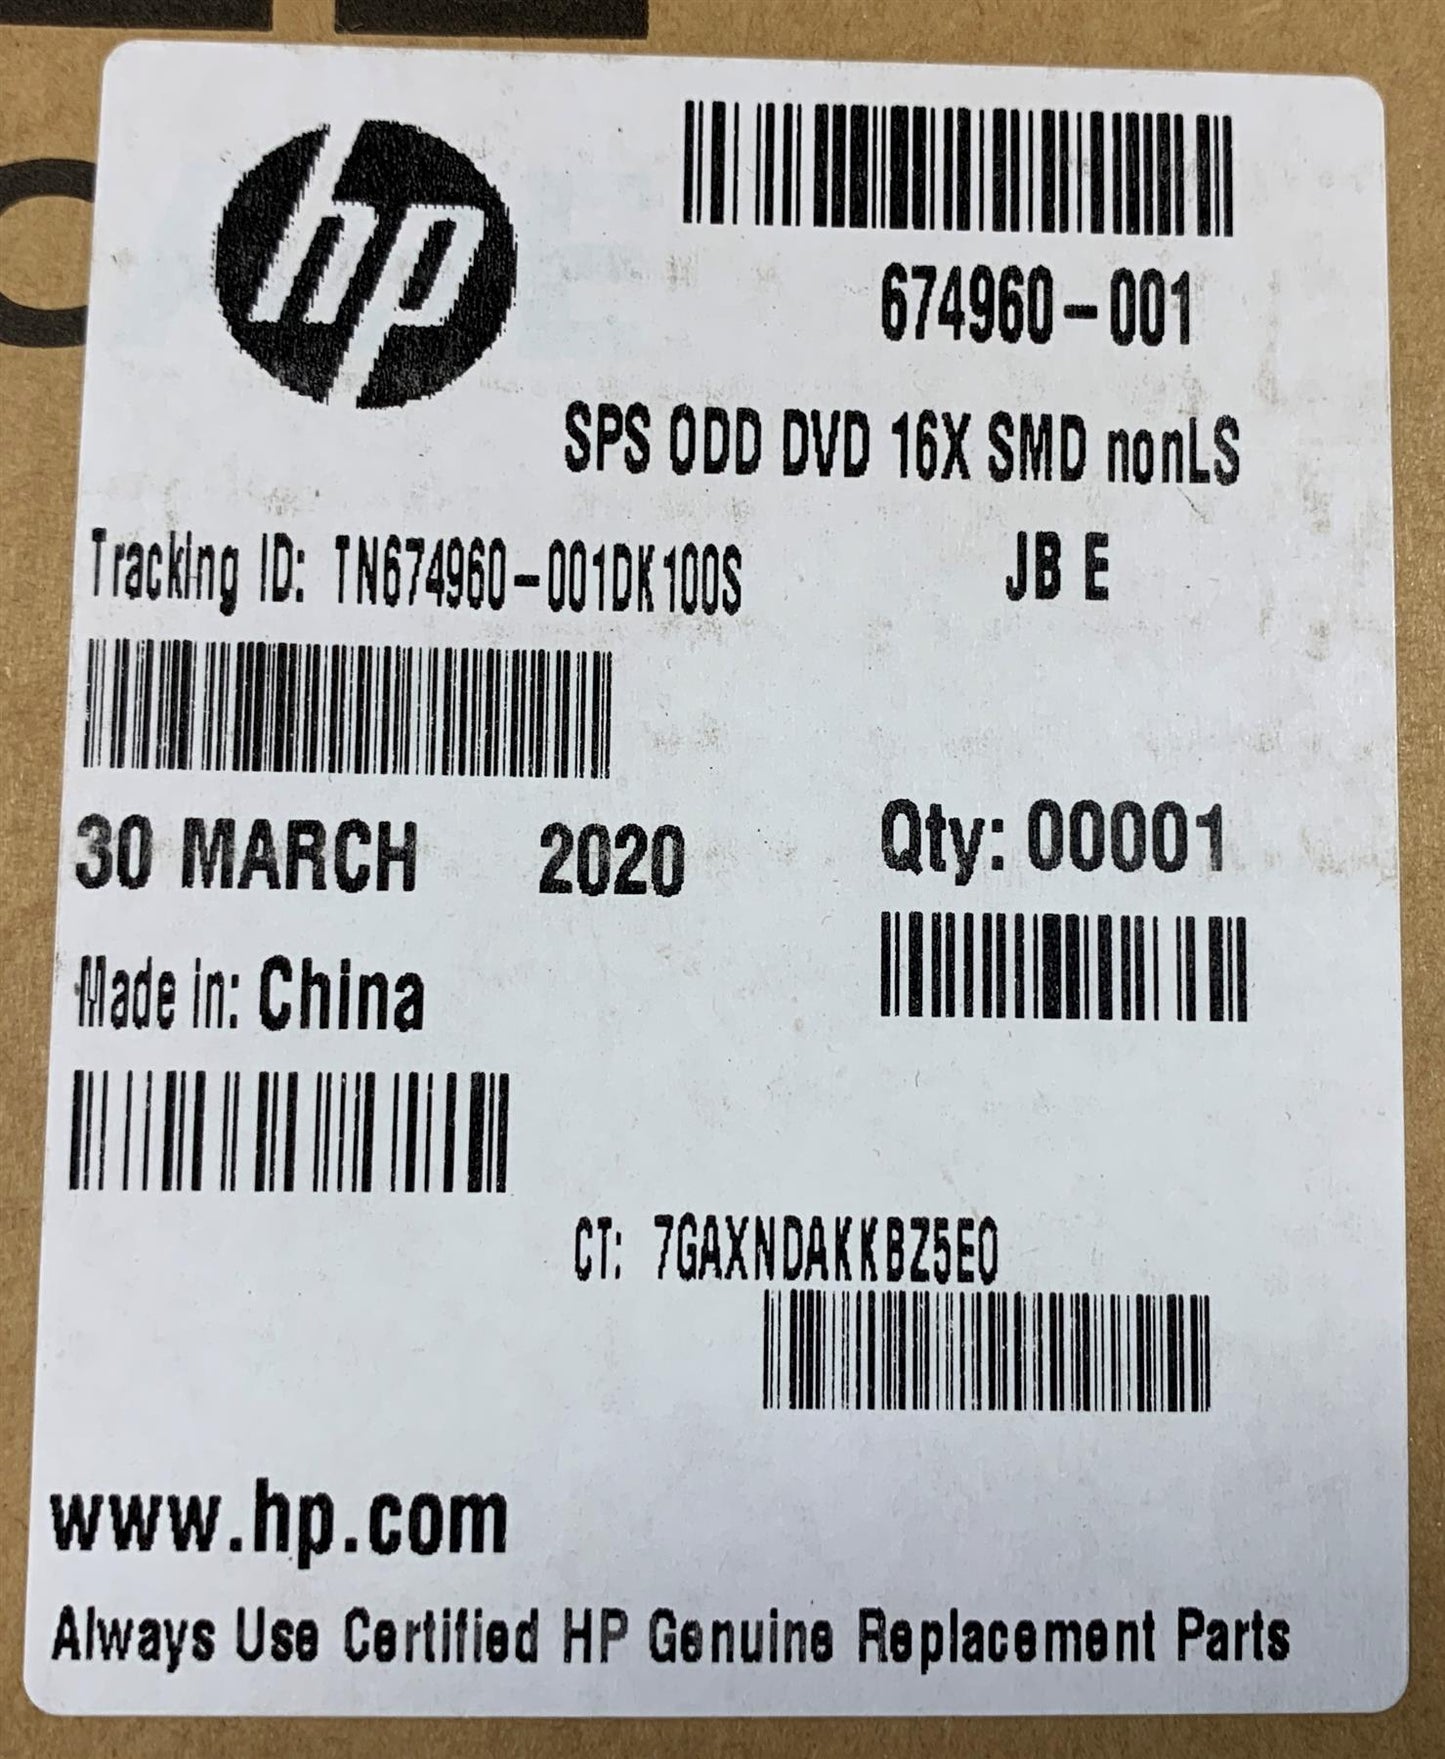 hp
674960-001
SPS ODD DVD 16X SMD nonLS
Tracking ID: TN674960-001DK100S JB E
30 MARCH 2020 Qty: 00001
Made in: China
CT: 7GAXNDAKKBZ5EO
www.hp.com
Always Use Certified HP Genuine Replacement Parts